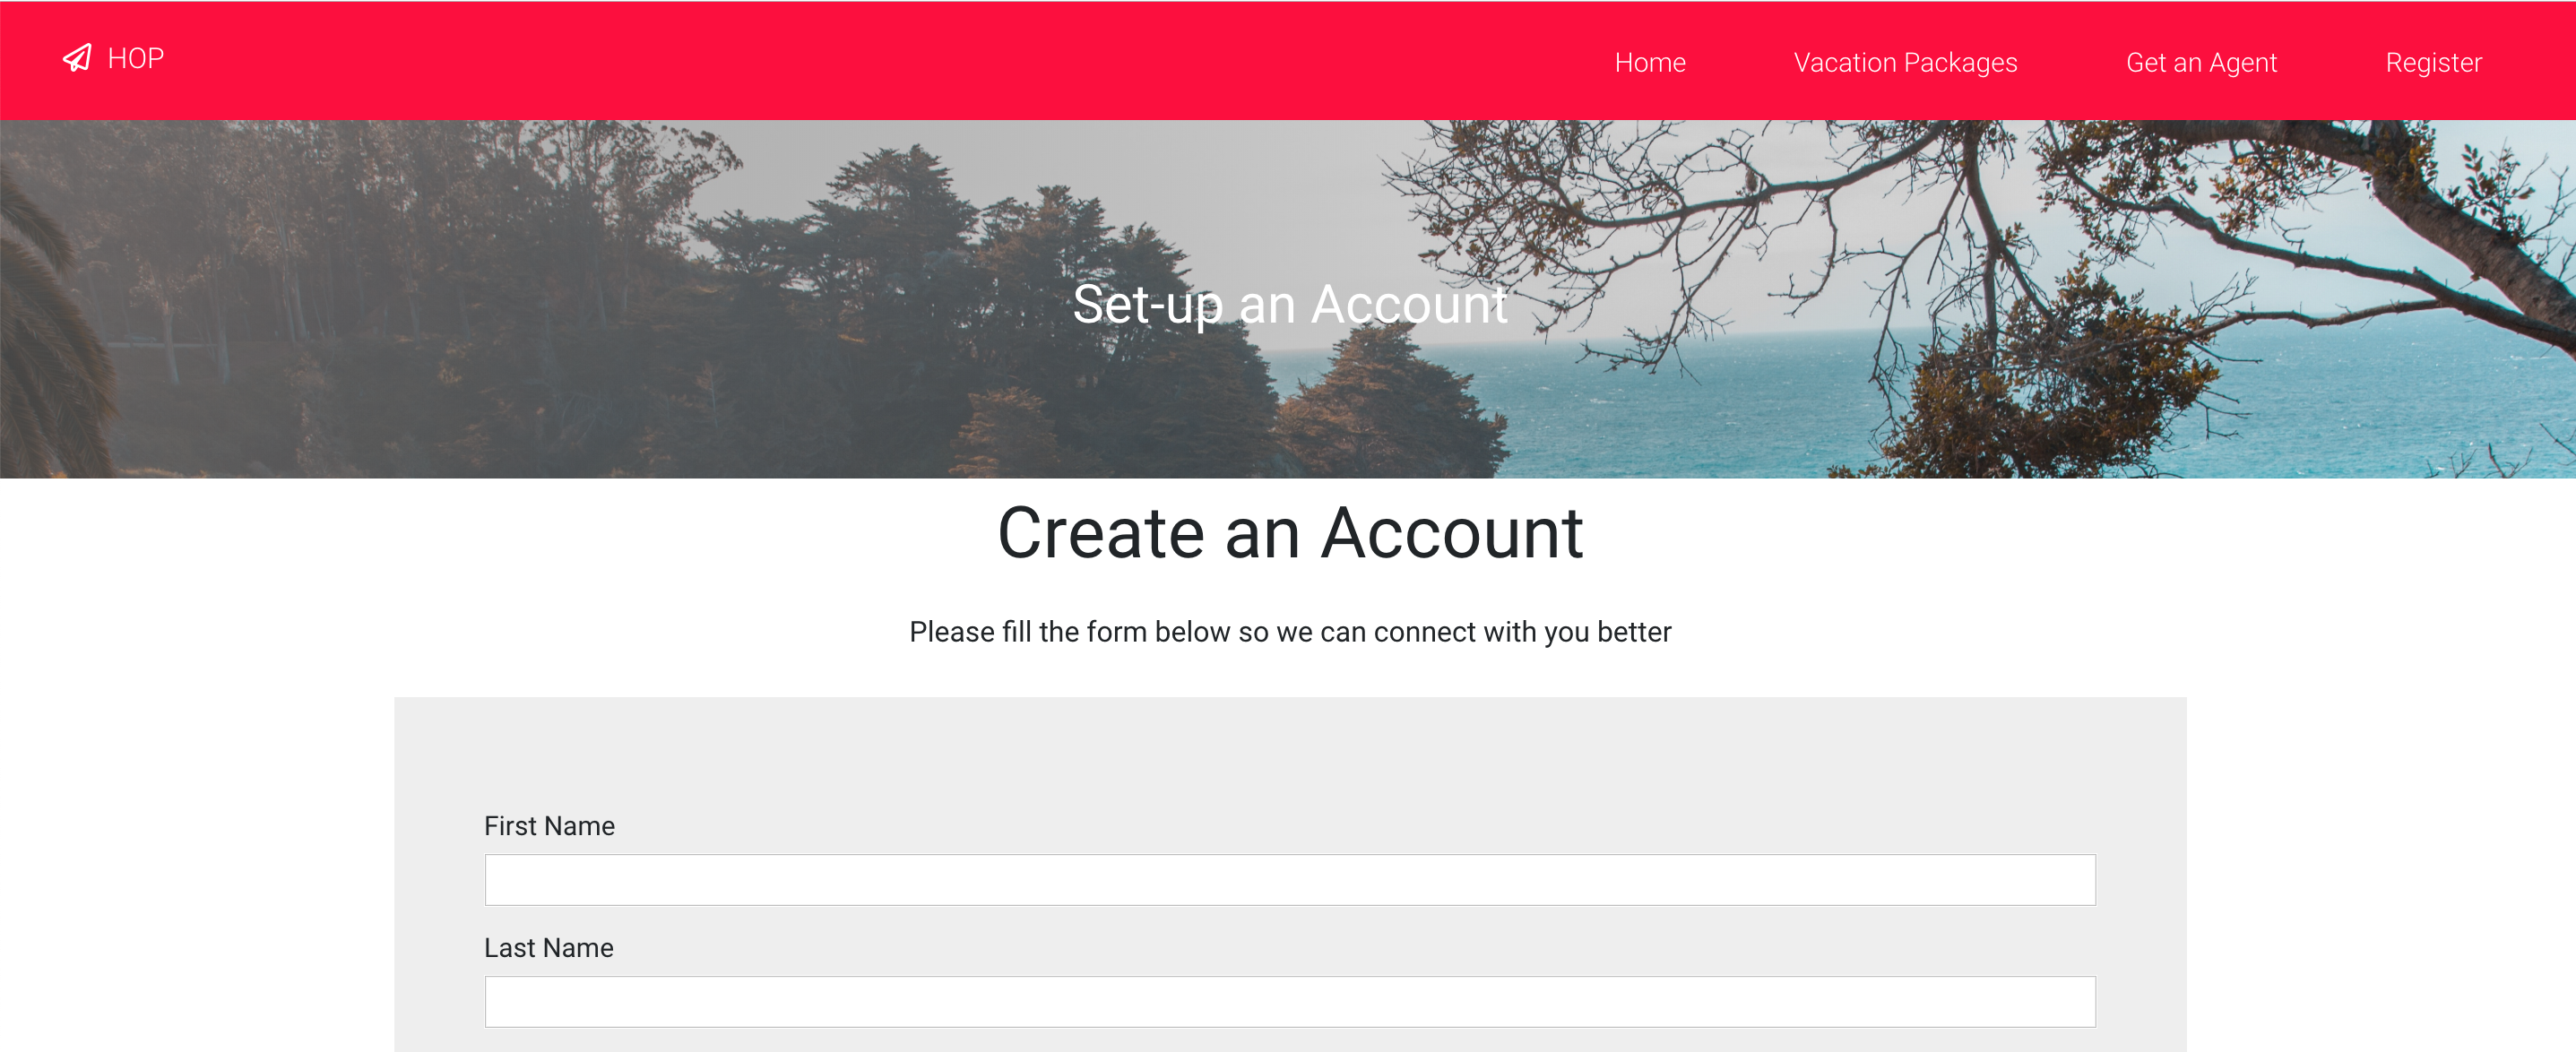 HOP
Home
Vacation Packages
Get an Agent
Register
Set-up an Account
Create an Account
Please fill the form below so we can connect with you better
First Name
Last Name